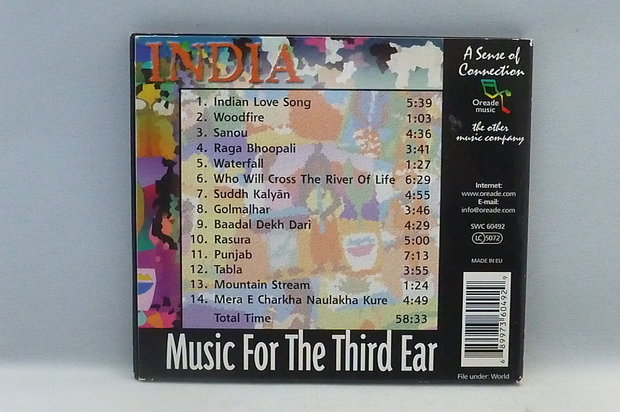 INDIA
1. Indian Love Song 5:39
2. Woodfire 1:03
3. Sanou 4:36
4. Raga Bhoopali 3:41
5. Waterfall 1:27
6. Who Will Cross The River Of Life 6:29
7. Suddh Kalyān 4:55
8. Golmalhar 3:46
9. Baadal Dekh Dari 4:29
10. Rasura 5:00
11. Punjab 7:13
12. Tabla 3:55
13. Mountain Stream 1:24
14. Mera E Charkha Naulakha Kure 4:49
Total Time 58:33
Music For The Third Ear
A Sense of
Connection
Oreade
music
the other
music company
Internet:
www.oreade.com
E-mail:
info@oreade.com
SWC 60492
LC 5072
MADE IN EU
6 89973 60492 9
File under: World